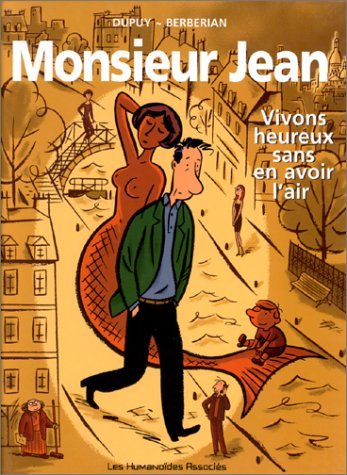 DUPUY ~ BERBERIAN
Monsieur Jean
Vivons
heureux
sans
en avoir
l'air
Les Humanoïdes Associés